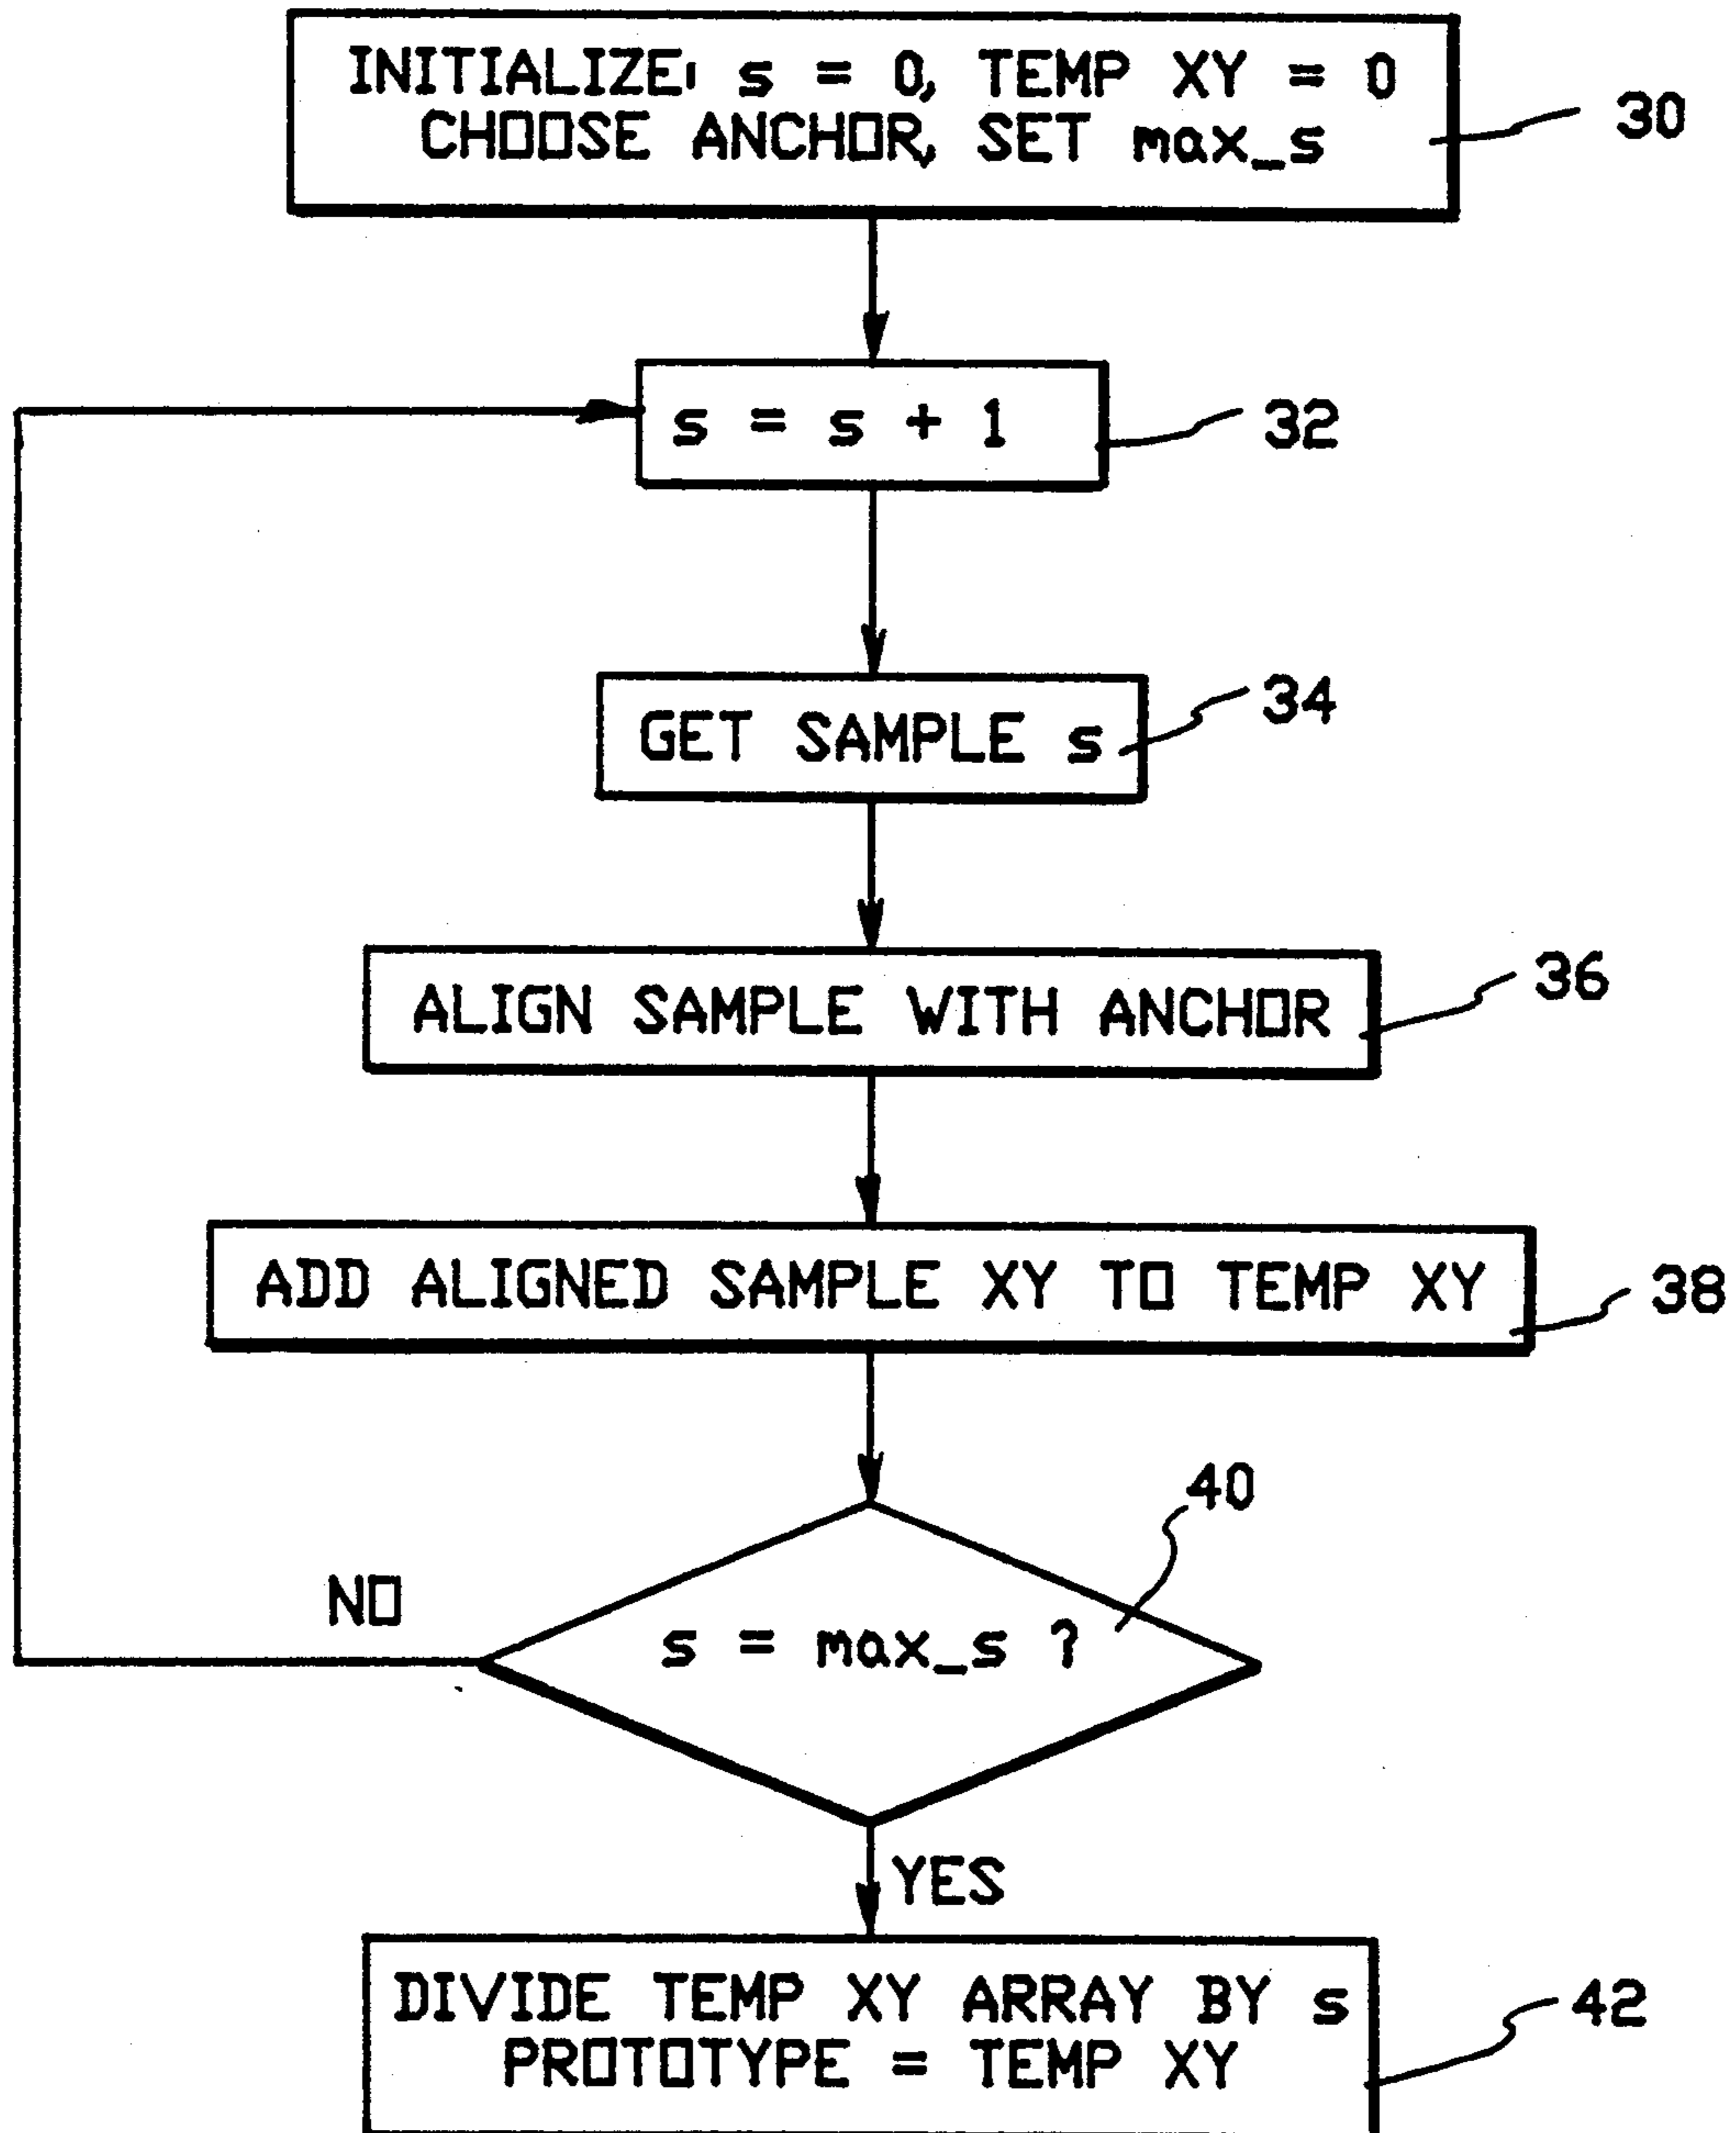 INITIALIZE: s = 0, TEMP XY = 0
CHOOSE ANCHOR, SET max_s
30
s = s + 1
32
GET SAMPLE s
34
ALIGN SAMPLE WITH ANCHOR
36
ADD ALIGNED SAMPLE XY TO TEMP XY
38
40
NO
s = max_s ?
YES
DIVIDE TEMP XY ARRAY BY s
PROTOTYPE = TEMP XY
42